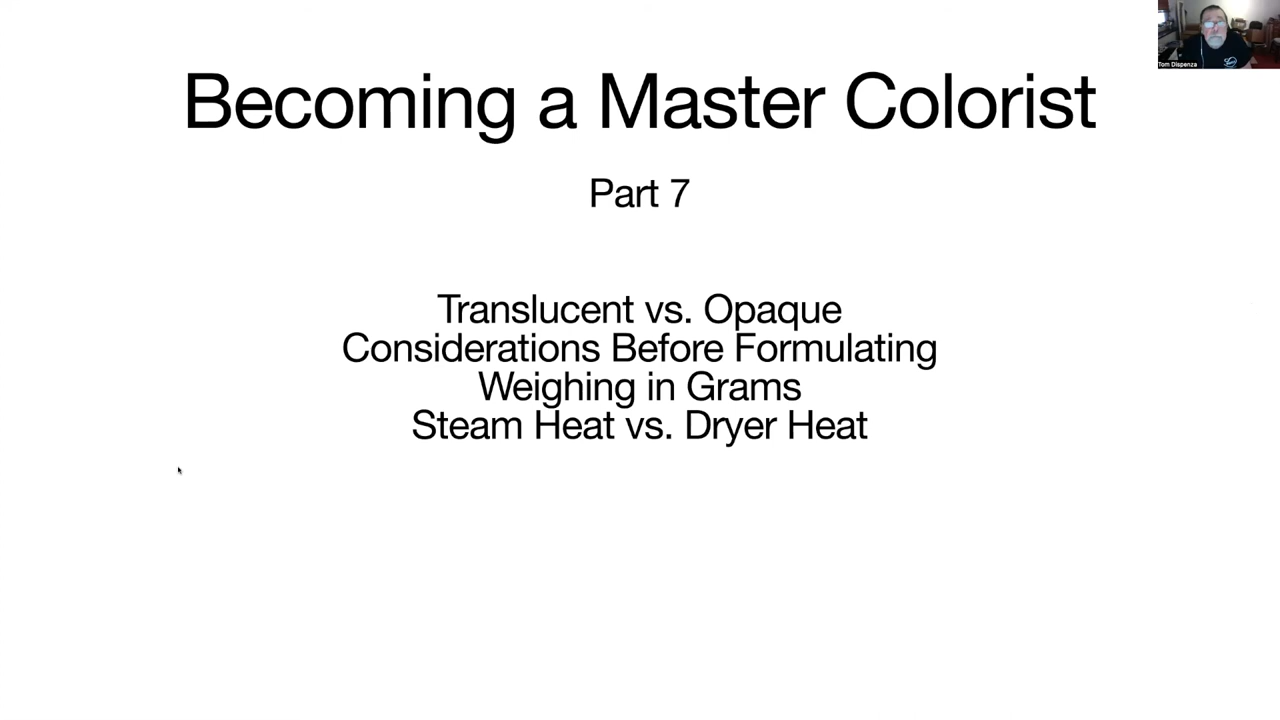 Becoming a Master Colorist
Part 7
Translucent vs. Opaque
Considerations Before Formulating
Weighing in Grams
Steam Heat vs. Dryer Heat
Tom Dispenza